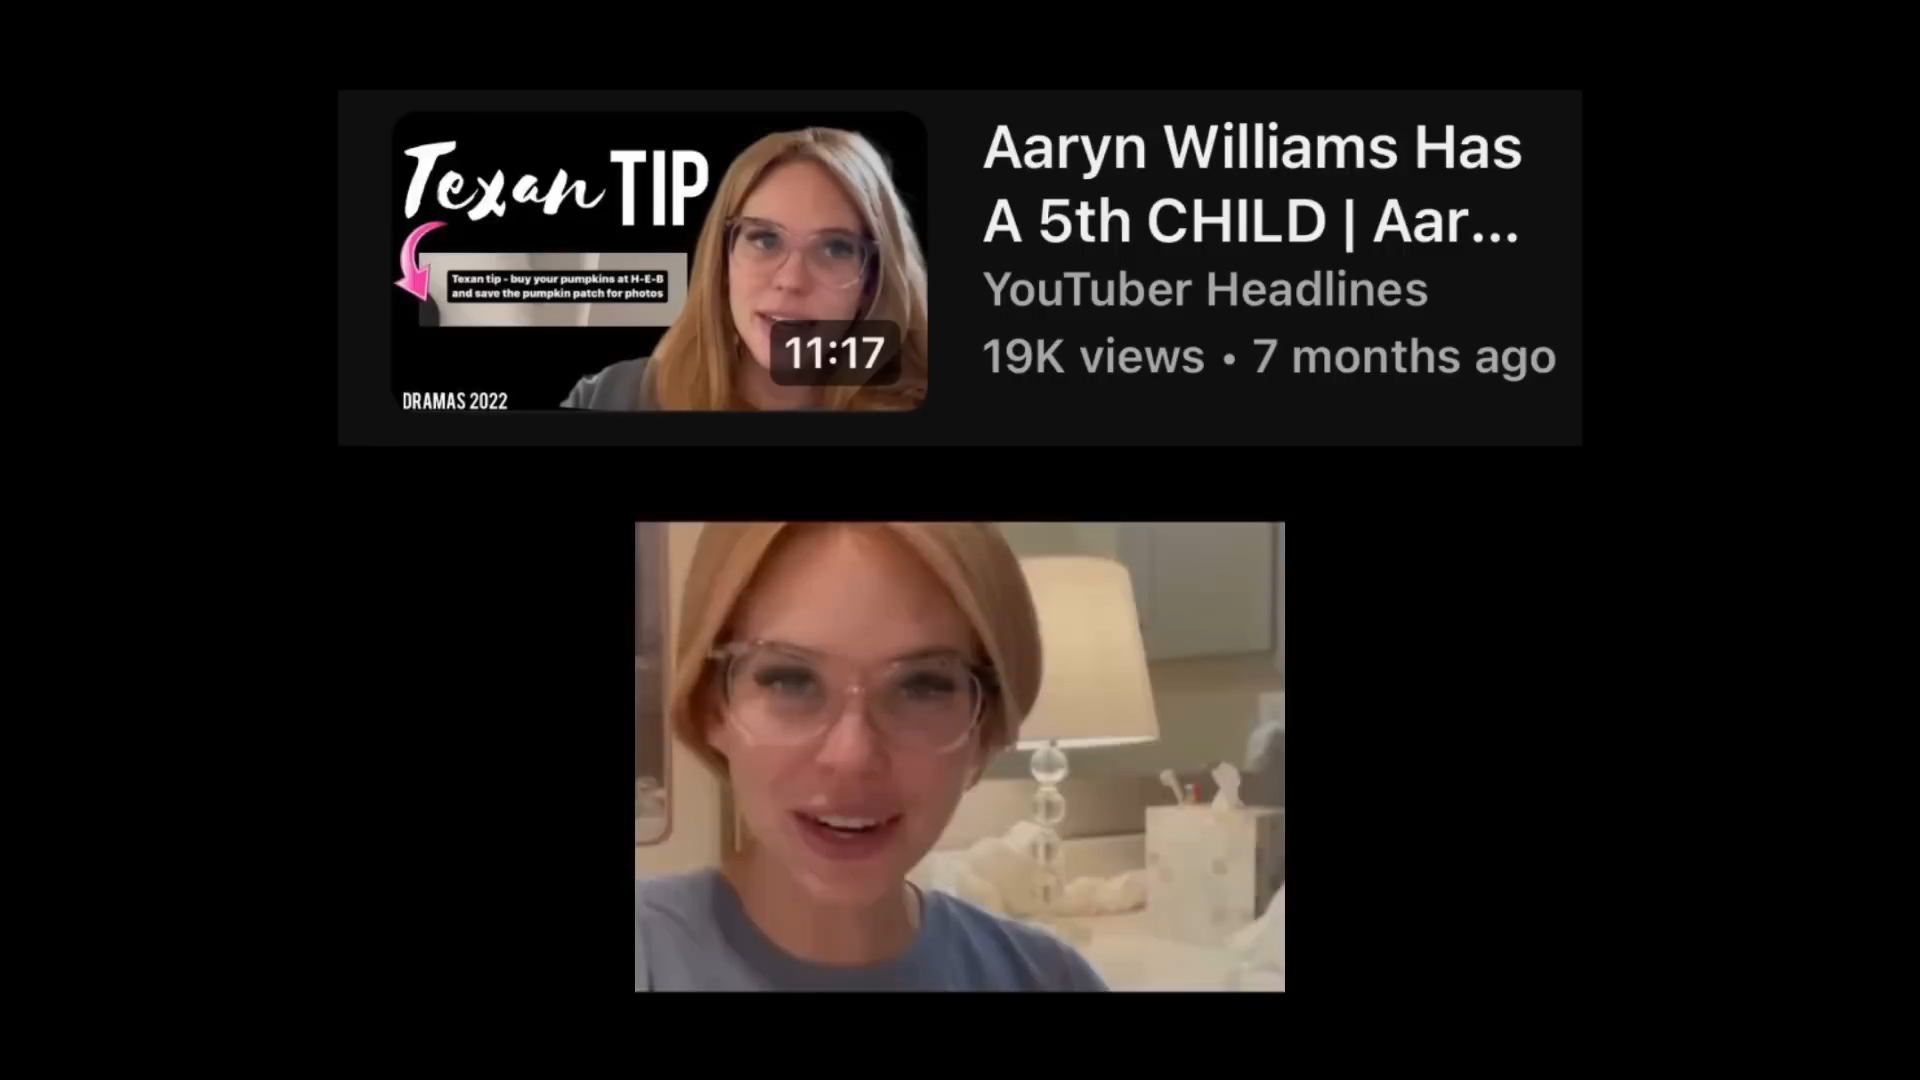 Texan TIP
Texan tip - buy your pumpkins at H-E-B
and save the pumpkin patch for photos
11:17
DRAMAS 2022
Aaryn Williams Has
A 5th CHILD | Aar...
YouTuber Headlines
19K views • 7 months ago